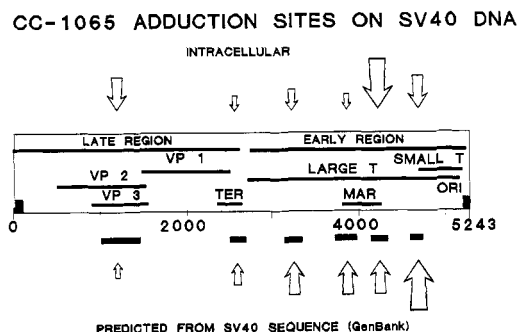 CC-1065 ADDUCTION SITES ON SV40 DNA
INTRACELLULAR
LATE REGION EARLY REGION
VP 1 SMALL T
VP 2 LARGE T
VP 3 TER MAR ORI
0 2000 4000 5243
PREDICTED FROM SV40 SEQUENCE (GenBank)